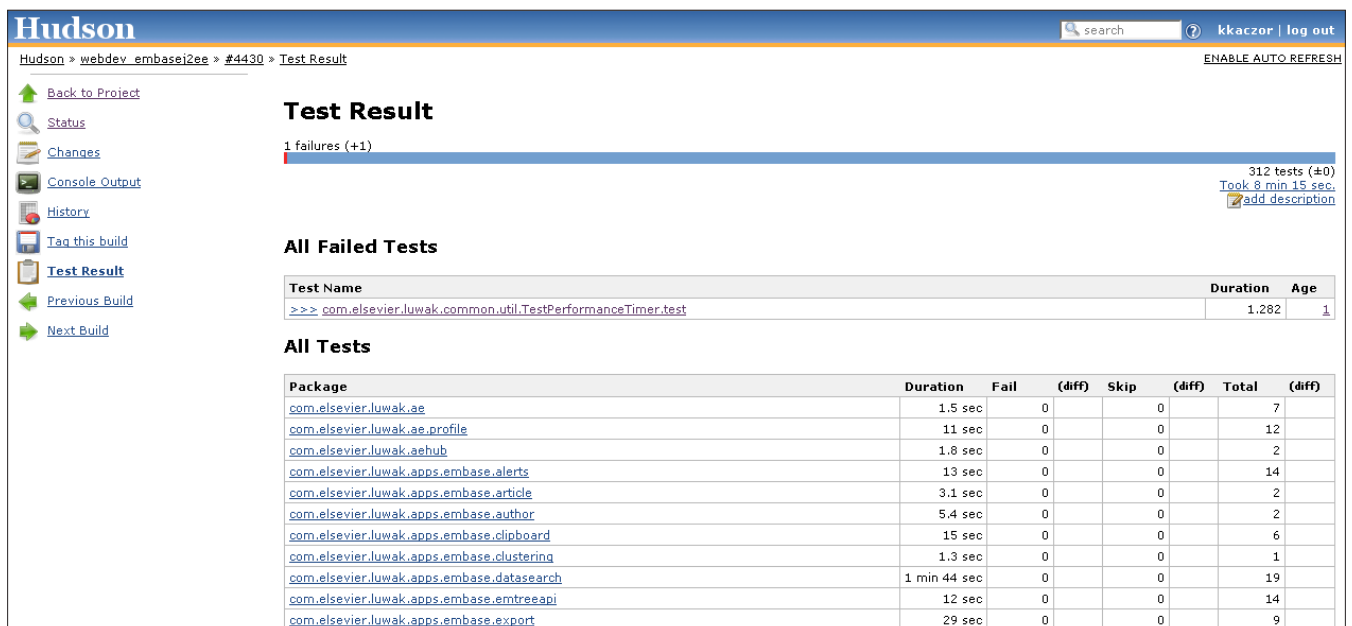 Hudson
search
kkaczor | log out
Hudson » webdev_embasej2ee » #4430 » Test Result
ENABLE AUTO REFRESH
Back to Project
Status
Changes
Console Output
History
Tag this build
Test Result
Previous Build
Next Build
Test Result
1 failures (+1)
312 tests (±0)
Took 8 min 15 sec.
add description
All Failed Tests
Test Name Duration Age
>>> com.elsevier.luwak.common.util.TestPerformanceTimer.test 1.282 1
All Tests
Package Duration Fail (diff) Skip (diff) Total (diff)
com.elsevier.luwak.ae 1.5 sec 0 0 7
com.elsevier.luwak.ae.profile 11 sec 0 0 12
com.elsevier.luwak.aehub 1.8 sec 0 0 2
com.elsevier.luwak.apps.embase.alerts 13 sec 0 0 14
com.elsevier.luwak.apps.embase.article 3.1 sec 0 0 2
com.elsevier.luwak.apps.embase.author 5.4 sec 0 0 2
com.elsevier.luwak.apps.embase.clipboard 15 sec 0 0 6
com.elsevier.luwak.apps.embase.clustering 1.3 sec 0 0 1
com.elsevier.luwak.apps.embase.datasearch 1 min 44 sec 0 0 19
com.elsevier.luwak.apps.embase.emtreeapi 12 sec 0 0 14
com.elsevier.luwak.apps.embase.export 29 sec 0 0 9